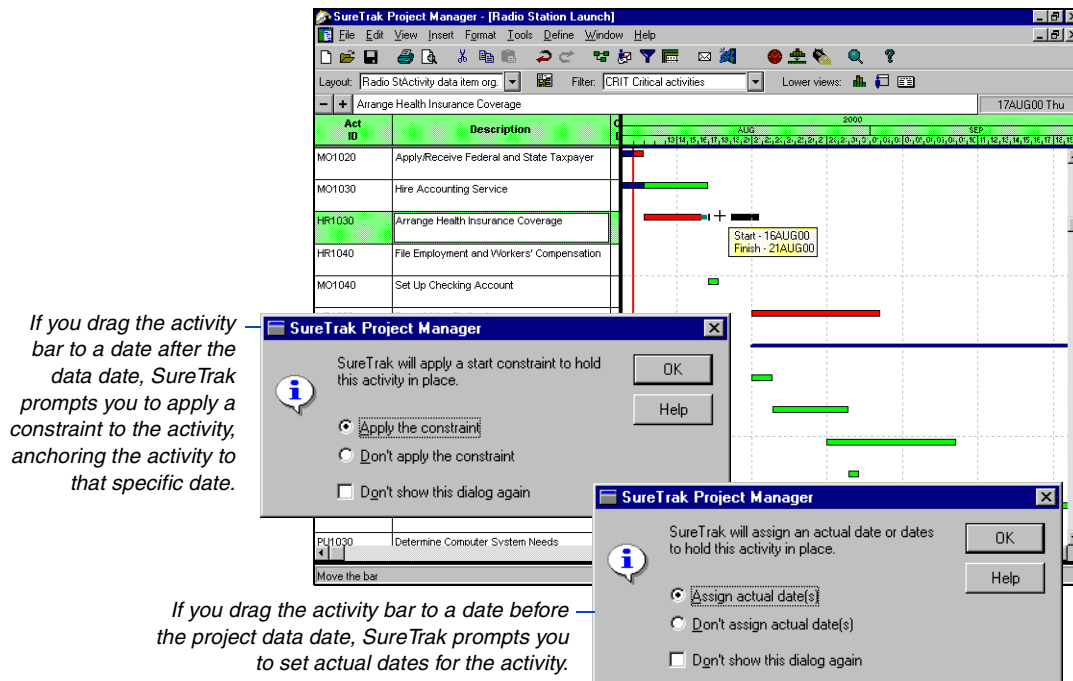 SureTrak Project Manager - [Radio Station Launch]
File Edit View Insert Format Tools Define Window Help
Layout: Radio StActivity data item org. Filter: CRIT Critical activities Lower views:
Arrange Health Insurance Coverage 17AUG00 Thu
Act ID Description 2000
AUG SEP
MO1020 Apply/Receive Federal and State Taxpayer
MO1030 Hire Accounting Service
HR1030 Arrange Health Insurance Coverage
Start - 16AUG00
Finish - 21AUG00
HR1040 File Employment and Workers' Compensation
MO1040 Set Up Checking Account
If you drag the activity
bar to a date after the
data date, SureTrak
prompts you to apply a
constraint to the activity,
anchoring the activity to
that specific date.
SureTrak Project Manager
SureTrak will apply a start constraint to hold
this activity in place.
OK
Help
Apply the constraint
Don't apply the constraint
Don't show this dialog again
PU1030 Determine Computer System Needs
Move the bar
SureTrak Project Manager
SureTrak will assign an actual date or dates
to hold this activity in place.
OK
Help
Assign actual date(s)
Don't assign actual date(s)
Don't show this dialog again
If you drag the activity bar to a date before
the project data date, SureTrak prompts you
to set actual dates for the activity.